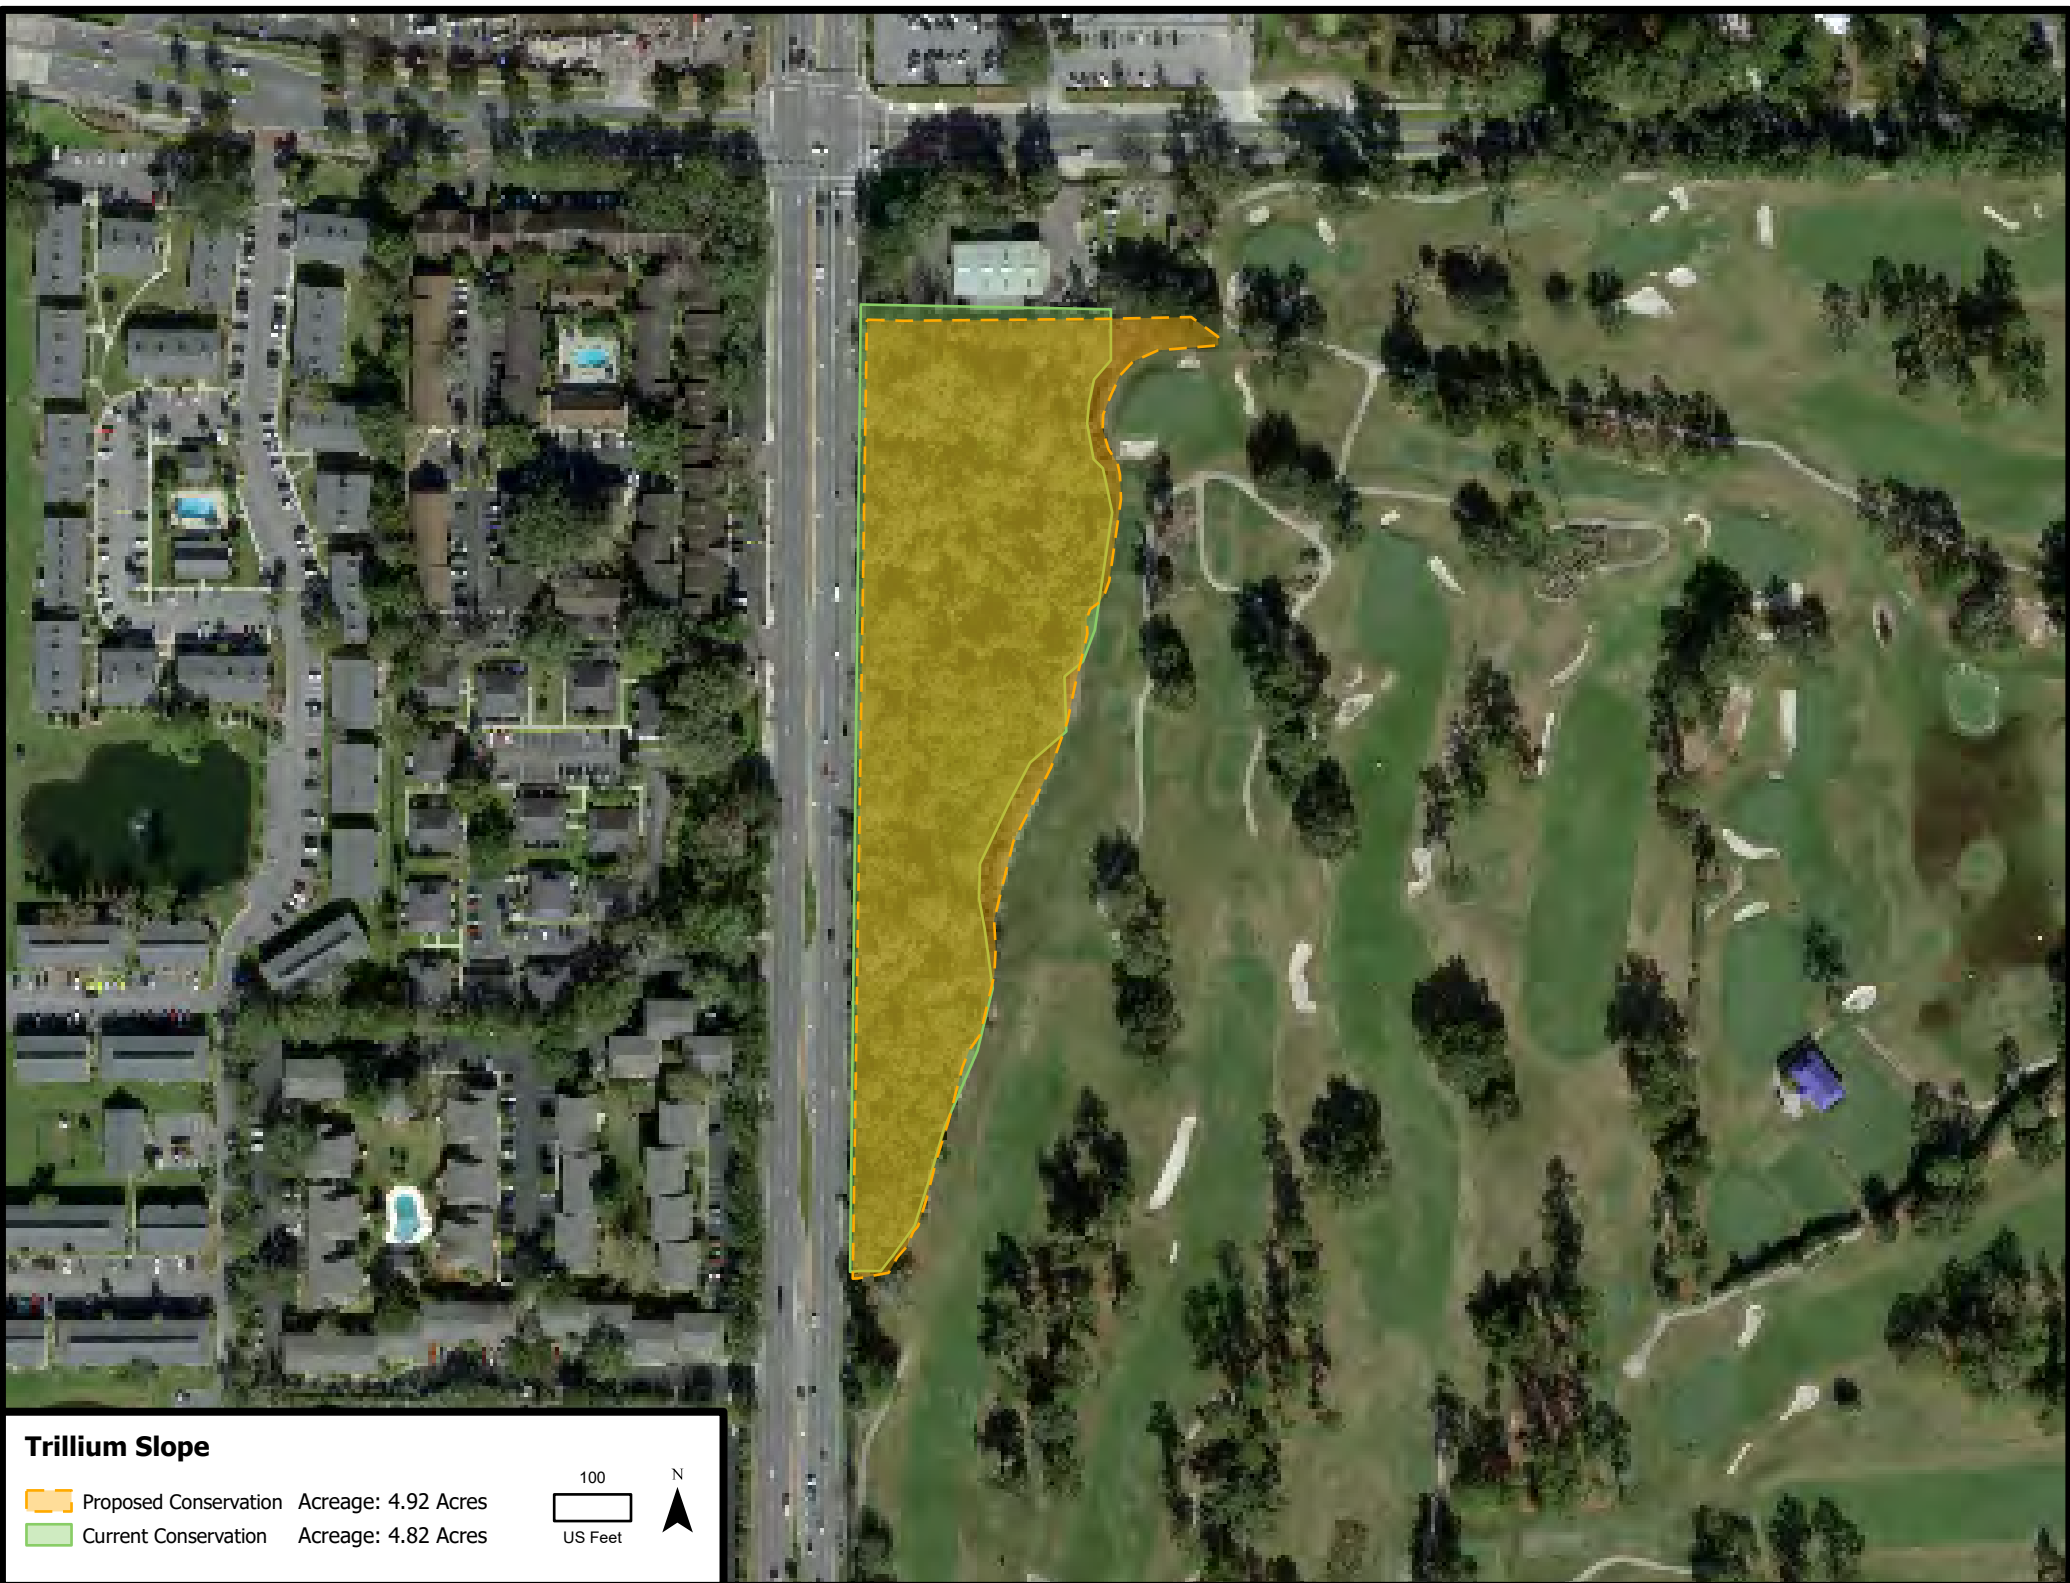 Trillium Slope
Proposed Conservation Acreage: 4.92 Acres
Current Conservation Acreage: 4.82 Acres
100
US Feet
N